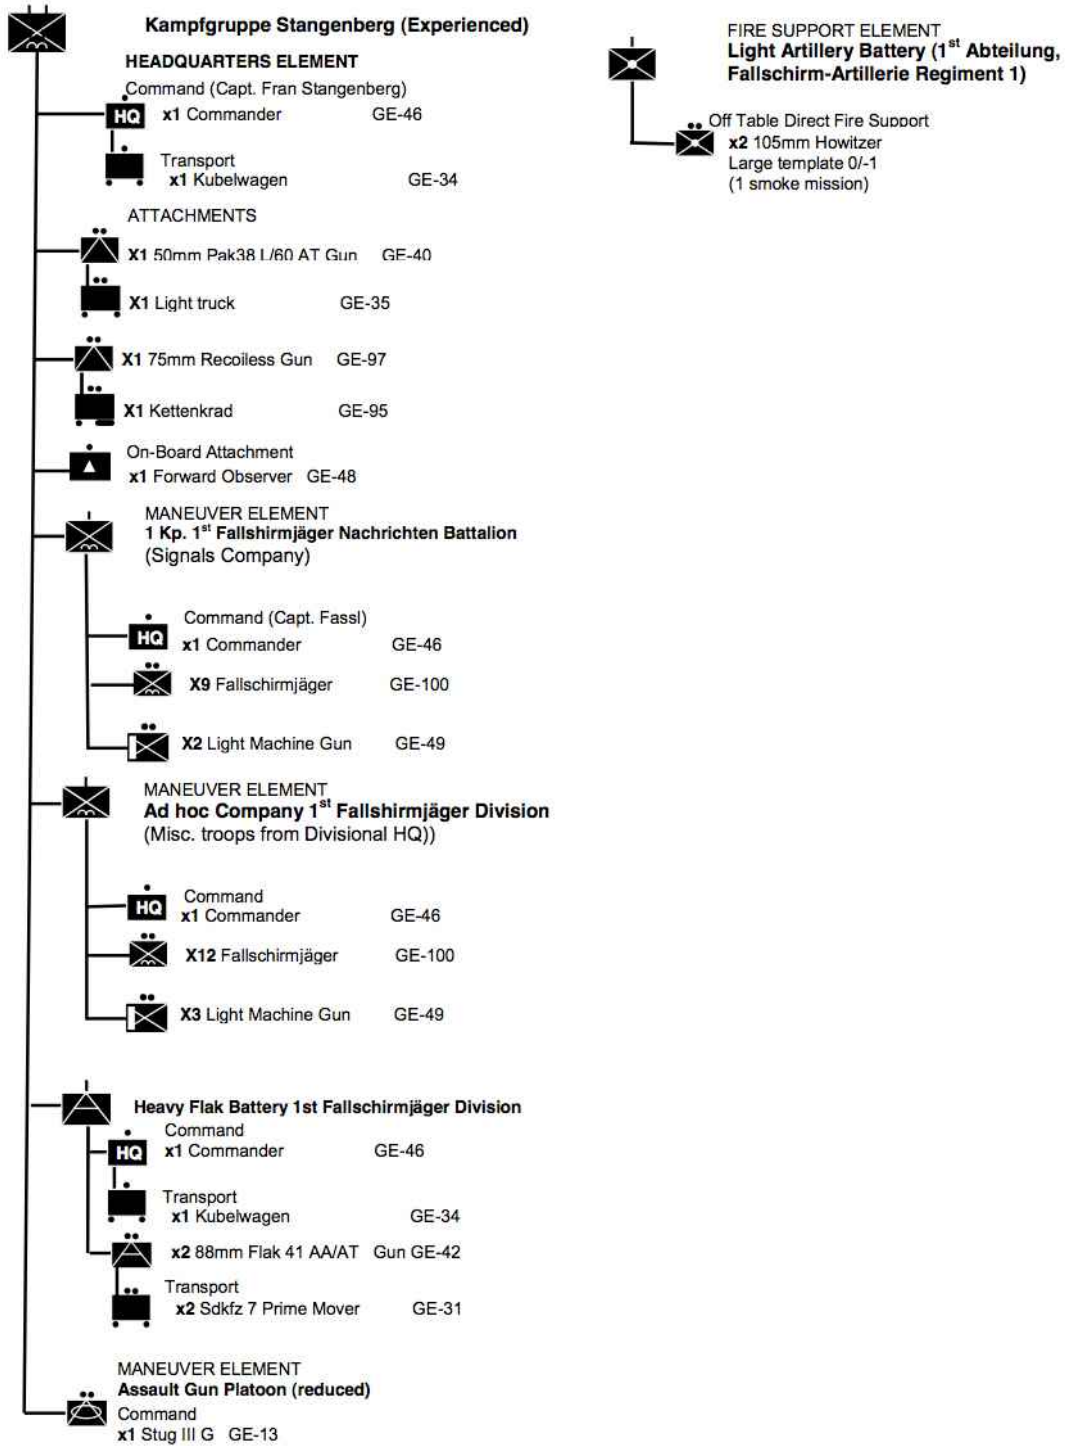 Kampfgruppe Stangenberg (Experienced)
HEADQUARTERS ELEMENT
Command (Capt. Fran Stangenberg)
HQ x1 Commander GE-46
Transport
x1 Kubelwagen GE-34
ATTACHMENTS
X1 50mm Pak38 L/60 AT Gun GE-40
X1 Light truck GE-35
X1 75mm Recoiless Gun GE-97
X1 Kettenkrad GE-95
On-Board Attachment
x1 Forward Observer GE-48
MANEUVER ELEMENT
1 Kp. 1st Fallshirmjäger Nachrichten Battalion
(Signals Company)
Command (Capt. Fassl)
HQ x1 Commander GE-46
X9 Fallschirmjäger GE-100
X2 Light Machine Gun GE-49
MANEUVER ELEMENT
Ad hoc Company 1st Fallshirmjäger Division
(Misc. troops from Divisional HQ))
Command
HQ x1 Commander GE-46
X12 Fallschirmjäger GE-100
X3 Light Machine Gun GE-49
Heavy Flak Battery 1st Fallschirmjäger Division
Command
HQ x1 Commander GE-46
Transport
x1 Kubelwagen GE-34
x2 88mm Flak 41 AA/AT Gun GE-42
Transport
x2 Sdkfz 7 Prime Mover GE-31
MANEUVER ELEMENT
Assault Gun Platoon (reduced)
Command
x1 Stug III G GE-13
FIRE SUPPORT ELEMENT
Light Artillery Battery (1st Abteilung,
Fallschirm-Artillerie Regiment 1)
Off Table Direct Fire Support
x2 105mm Howitzer
Large template 0/-1
(1 smoke mission)